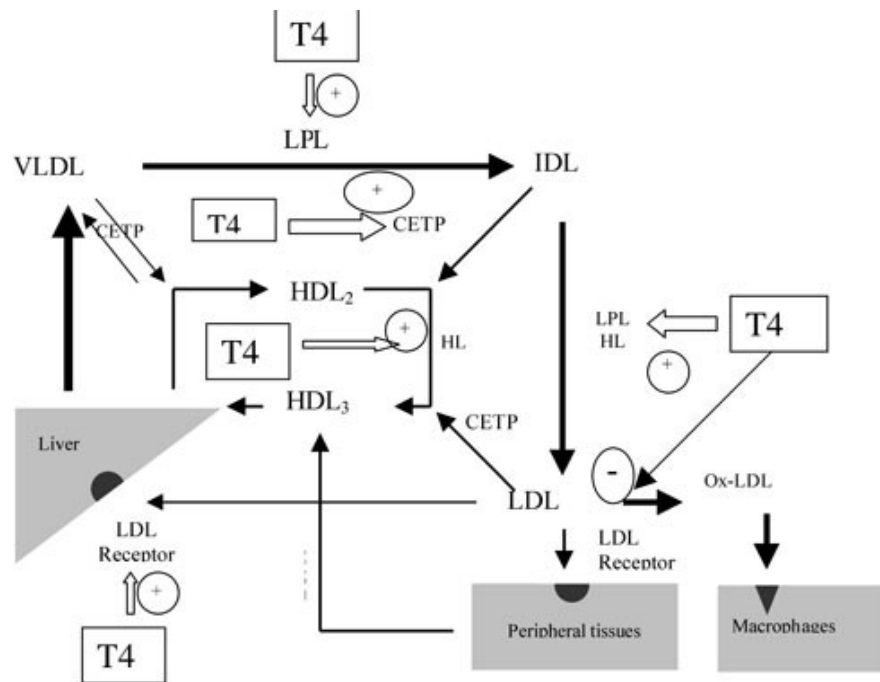 T4
+
LPL
VLDL
IDL
+
T4
CETP
CETP
HDL₂
T4
+
HL
LPL
HL
T4
+
HDL₃
CETP
Liver
-
Ox-LDL
LDL
LDL
Receptor
LDL
Receptor
+
Peripheral tissues
Macrophages
T4